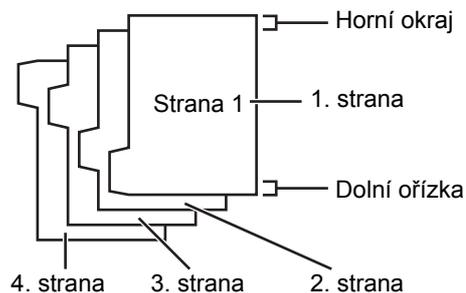 Horní okraj
Strana 1
1. strana
Dolní ořízka
4. strana
3. strana
2. strana